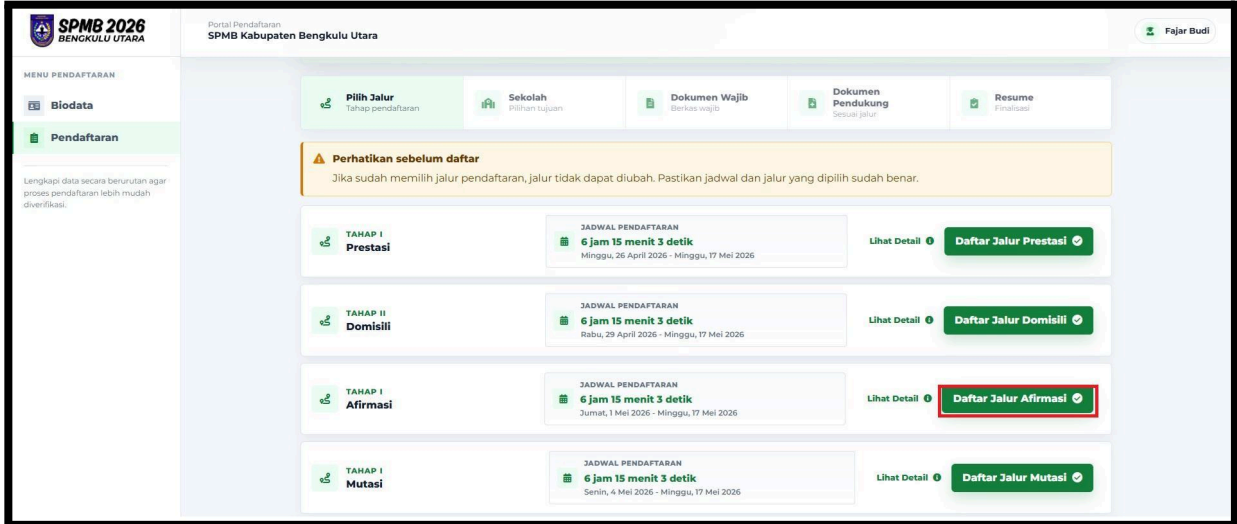 SPMB 2026
BENGKULU UTARA
Portal Pendaftaran
SPMB Kabupaten Bengkulu Utara
Fajar Budi
MENU PENDAFTARAN
Biodata
Pendaftaran
Lengkapi data secara berurutan agar
proses pendaftaran lebih mudah
diverifikasi.
Pilih Jalur
Tahap pendaftaran
Sekolah
Pilihan tujuan
Dokumen Wajib
Berkas wajib
Dokumen
Pendukung
Sesuai jalur
Resume
Finalisasi
Perhatikan sebelum daftar
Jika sudah memilih jalur pendaftaran, jalur tidak dapat diubah. Pastikan jadwal dan jalur yang dipilih sudah benar.
TAHAP I
Prestasi
JADWAL PENDAFTARAN
6 jam 15 menit 3 detik
Minggu, 26 April 2026 - Minggu, 17 Mei 2026
Lihat Detail
Daftar Jalur Prestasi
TAHAP II
Domisili
JADWAL PENDAFTARAN
6 jam 15 menit 3 detik
Rabu, 29 April 2026 - Minggu, 17 Mei 2026
Lihat Detail
Daftar Jalur Domisili
TAHAP I
Afirmasi
JADWAL PENDAFTARAN
6 jam 15 menit 3 detik
Jumat, 1 Mei 2026 - Minggu, 17 Mei 2026
Lihat Detail
Daftar Jalur Afirmasi
TAHAP I
Mutasi
JADWAL PENDAFTARAN
6 jam 15 menit 3 detik
Senin, 4 Mei 2026 - Minggu, 17 Mei 2026
Lihat Detail
Daftar Jalur Mutasi